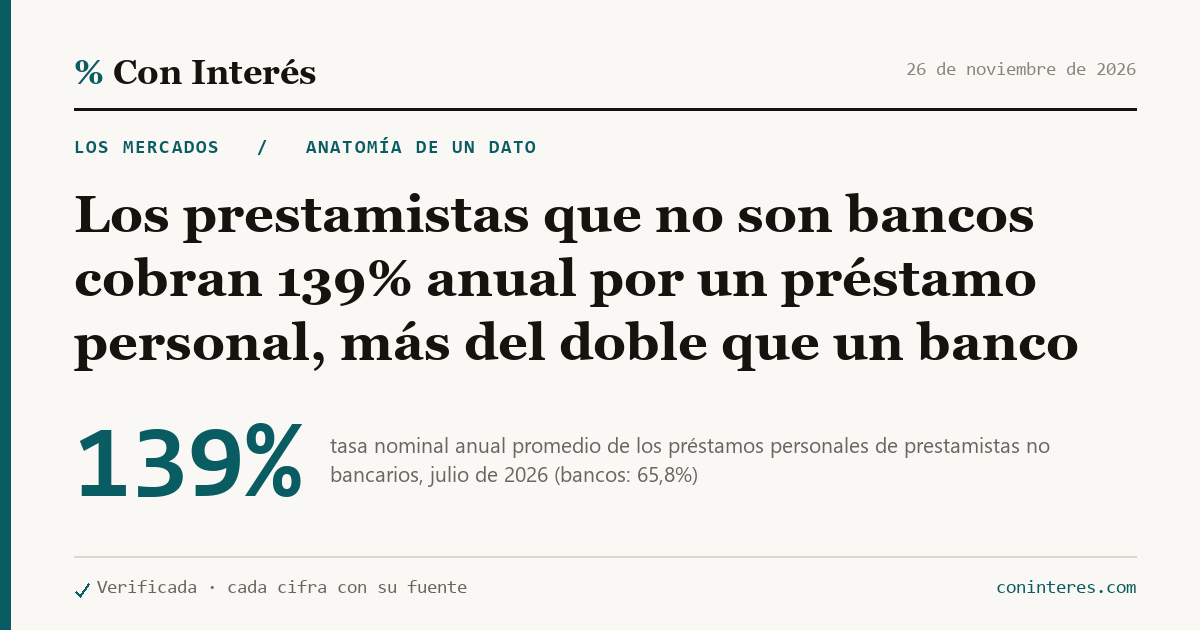 % Con Interés
26 de noviembre de 2026
LOS MERCADOS / ANATOMÍA DE UN DATO
Los prestamistas que no son bancos
cobran 139% anual por un préstamo
personal, más del doble que un banco
139%
tasa nominal anual promedio de los préstamos personales de prestamistas no
bancarios, julio de 2026 (bancos: 65,8%)
✓ Verificada · cada cifra con su fuente
coninteres.com